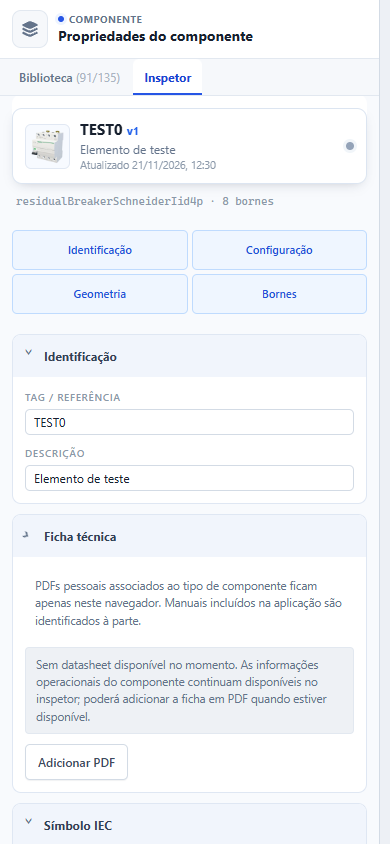 COMPONENTE
Propriedades do componente
Biblioteca (91/135)
Inspetor
TEST0 v1
Elemento de teste
Atualizado 21/11/2026, 12:30
residualBreakerSchneiderIid4p · 8 bornes
Identificação
Configuração
Geometria
Bornes
Identificação
TAG / REFERÊNCIA
TEST0
DESCRIÇÃO
Elemento de teste
Ficha técnica
PDFs pessoais associados ao tipo de componente ficam
apenas neste navegador. Manuais incluídos na aplicação são
identificados à parte.
Sem datasheet disponível no momento. As informações
operacionais do componente continuam disponíveis no
inspetor; poderá adicionar a ficha em PDF quando estiver
disponível.
Adicionar PDF
Símbolo IEC